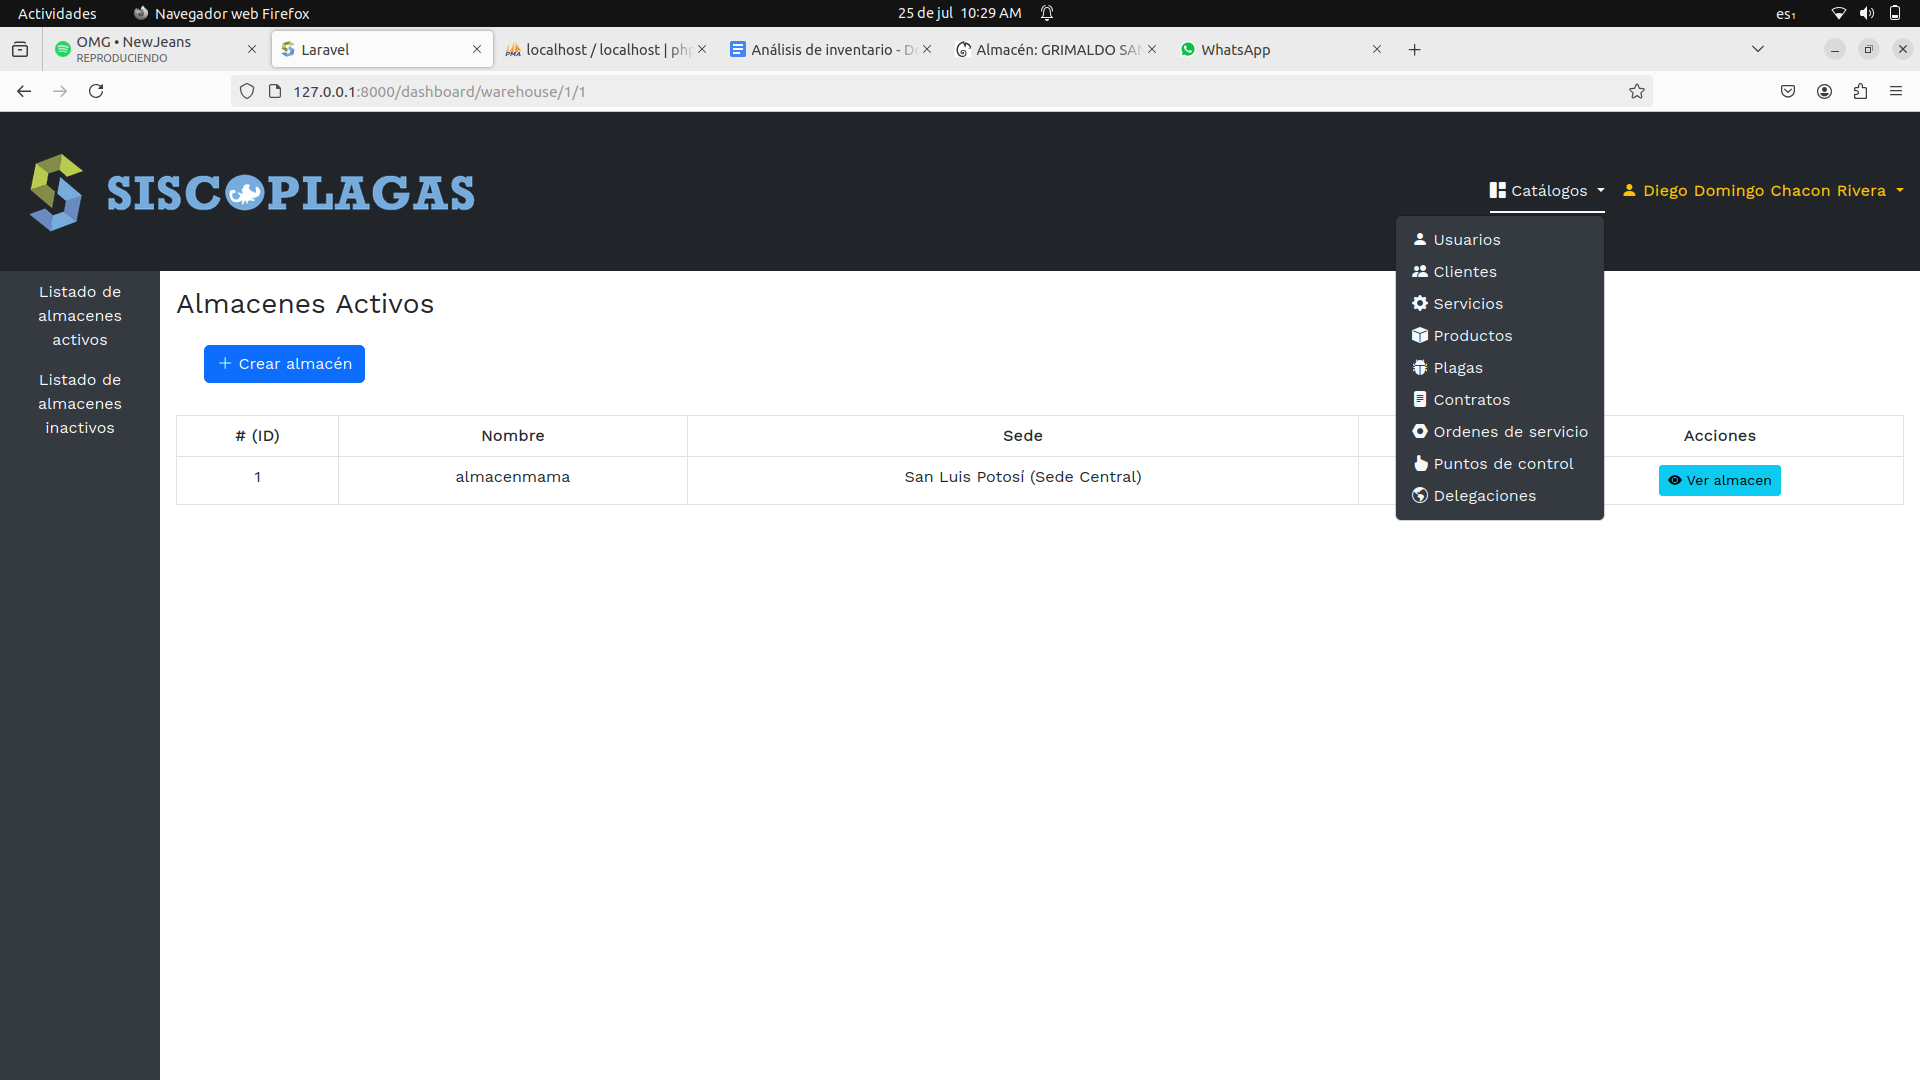 Actividades
Navegador web Firefox
25 de jul 10:29 AM
es₁
OMG • NewJeans
REPRODUCIENDO
Laravel
localhost / localhost | php
Análisis de inventario - Do
Almacén: GRIMALDO SAN
WhatsApp
127.0.0.1:8000/dashboard/warehouse/1/1
SISCOPLAGAS
Catálogos
Diego Domingo Chacon Rivera
Usuarios
Clientes
Servicios
Productos
Plagas
Contratos
Ordenes de servicio
Puntos de control
Delegaciones
Listado de
almacenes
activos
Listado de
almacenes
inactivos
Almacenes Activos
+ Crear almacén
# (ID) Nombre Sede Acciones
1 almacenmama San Luis Potosí (Sede Central) Ver almacen